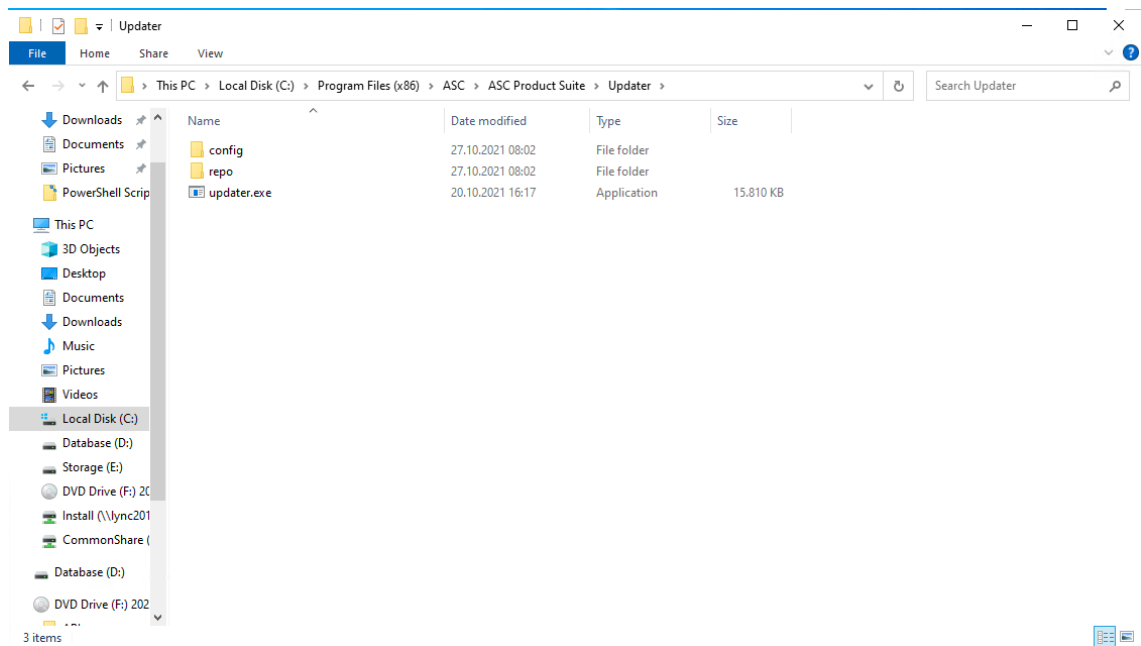 Updater
File Home Share View
This PC > Local Disk (C:) > Program Files (x86) > ASC > ASC Product Suite > Updater >
Search Updater
Name Date modified Type Size
config 27.10.2021 08:02 File folder
repo 27.10.2021 08:02 File folder
updater.exe 20.10.2021 16:17 Application 15.810 KB
Downloads
Documents
Pictures
PowerShell Scrip
This PC
3D Objects
Desktop
Documents
Downloads
Music
Pictures
Videos
Local Disk (C:)
Database (D:)
Storage (E:)
DVD Drive (F:) 20
Install (\\lync201
CommonShare (
Database (D:)
DVD Drive (F:) 202
3 items